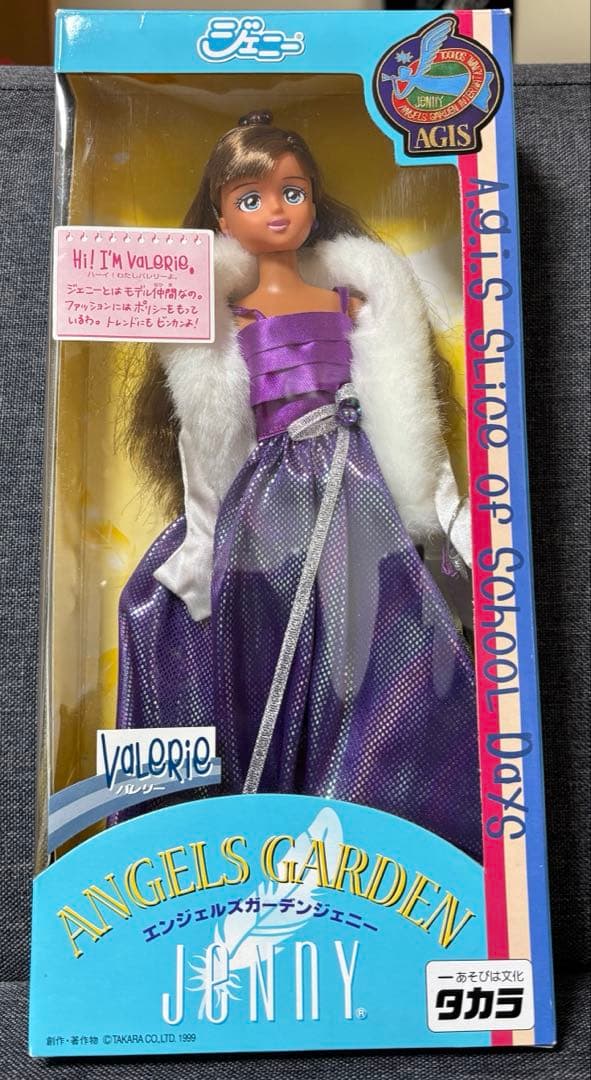 ジェニー®
JENNY
ANGELS GARDEN INTERNATIONAL SCHOOL
AGIS
A.G.I.S SLICE OF SCHOOL DAYS
Hi! I'M VALERIE.
ハーイ!わたしバレリーよ。
ジェニーとは モデル仲間なの。
ファッションには ポリシーをもって
いるわ。トレンドにも ビンカンよ!
VALERIE
バレリー
ANGELS GARDEN
エンジェルズガーデンジェニー
JENNY®
ーあそびは文化
タカラ
創作・著作物 ©TAKARA CO.,LTD. 1999